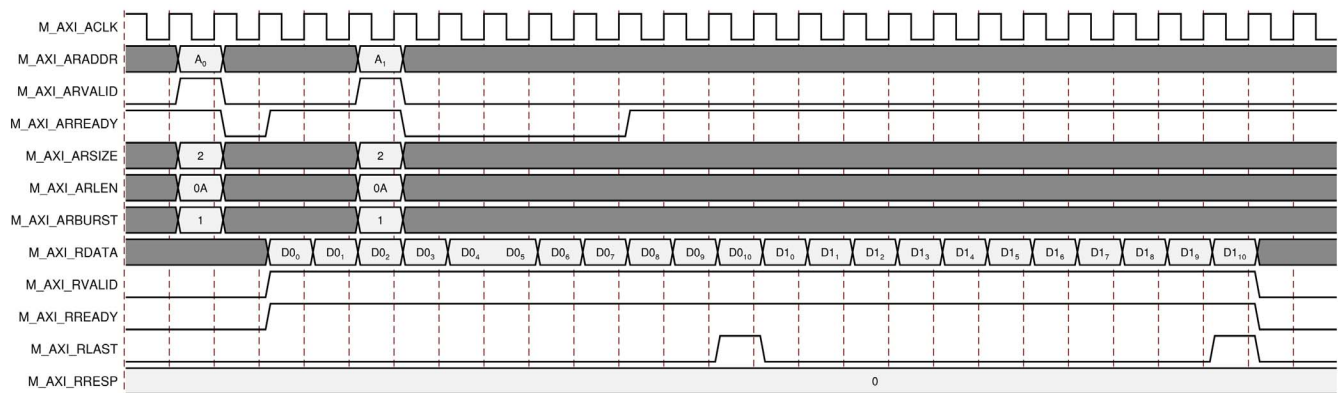 M_AXI_ACLK
M_AXI_ARADDR A₀ A₁
M_AXI_ARVALID
M_AXI_ARREADY
M_AXI_ARSIZE 2 2
M_AXI_ARLEN 0A 0A
M_AXI_ARBURST 1 1
M_AXI_RDATA D0₀ D0₁ D0₂ D0₃ D0₄ D0₅ D0₆ D0₇ D0₈ D0₉ D0₁₀ D1₀ D1₁ D1₂ D1₃ D1₄ D1₅ D1₆ D1₇ D1₈ D1₉ D1₁₀
M_AXI_RVALID
M_AXI_RREADY
M_AXI_RLAST
M_AXI_RRESP 0